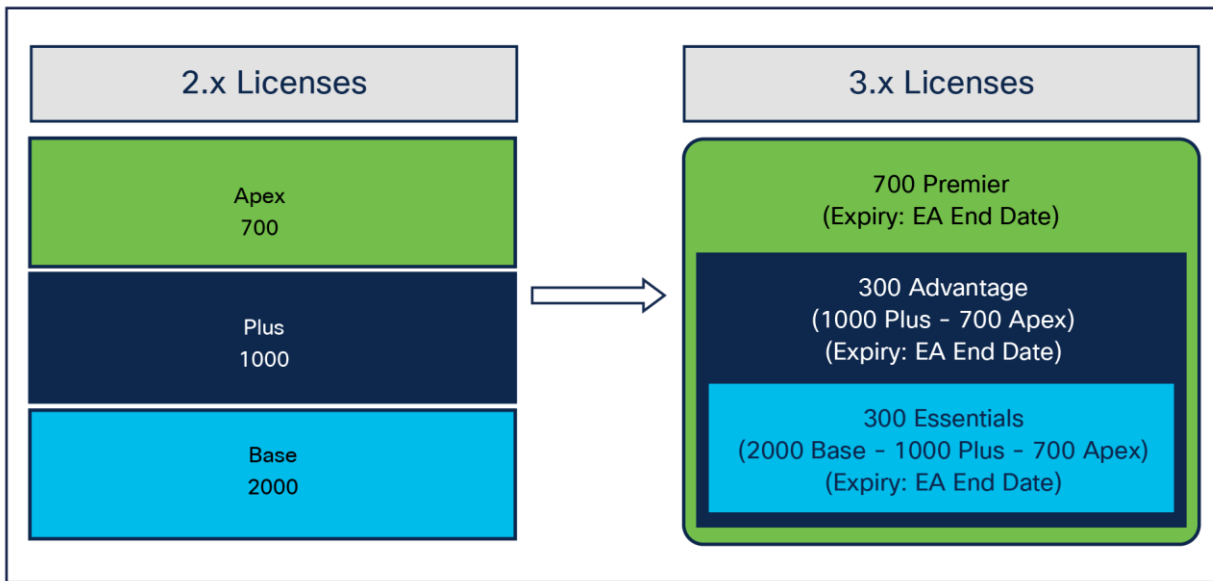 2.x Licenses
Apex
700
Plus
1000
Base
2000
3.x Licenses
700 Premier
(Expiry: EA End Date)
300 Advantage
(1000 Plus - 700 Apex)
(Expiry: EA End Date)
300 Essentials
(2000 Base - 1000 Plus - 700 Apex)
(Expiry: EA End Date)